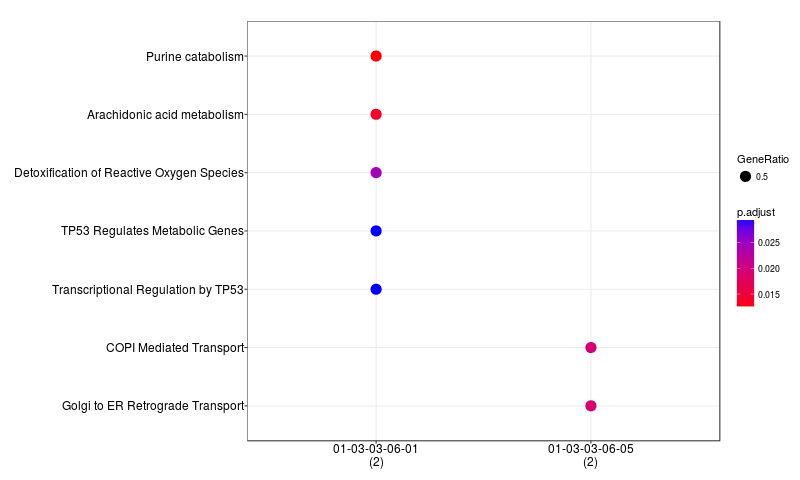 Purine catabolism
Arachidonic acid metabolism
Detoxification of Reactive Oxygen Species
TP53 Regulates Metabolic Genes
Transcriptional Regulation by TP53
COPI Mediated Transport
Golgi to ER Retrograde Transport
01-03-03-06-01
(2)
01-03-03-06-05
(2)
GeneRatio
0.5
p.adjust
0.025
0.020
0.015